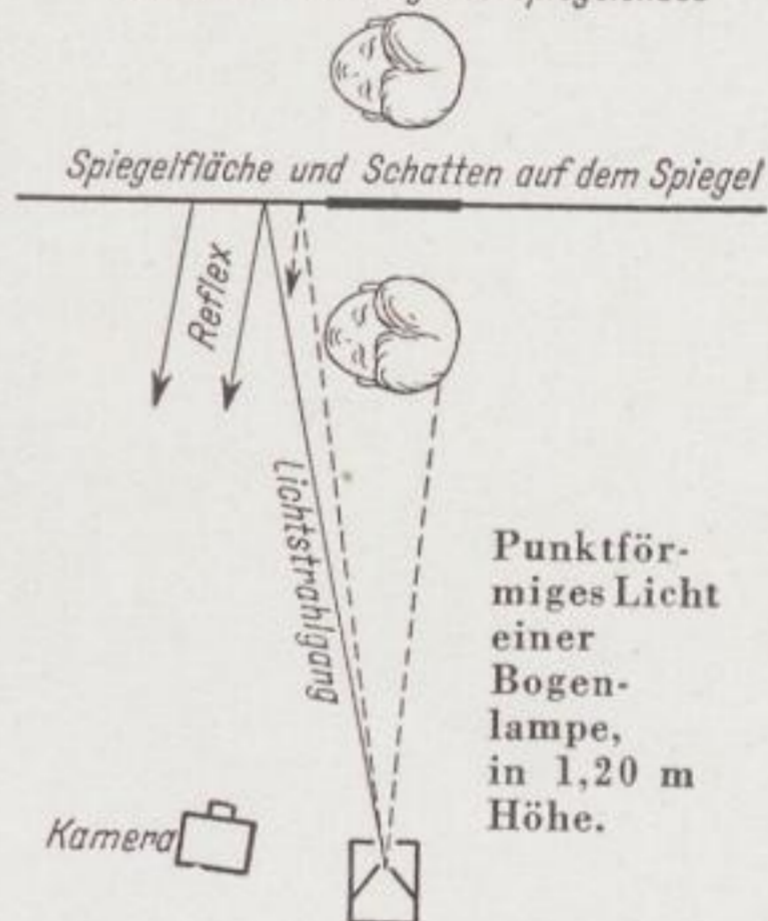 Spiegelfläche und Schatten auf dem Spiegel
Reflex
Lichtstrahlgang
Punktför-
miges Licht
einer
Bogen-
lampe,
in 1,20 m
Höhe.
Kamera